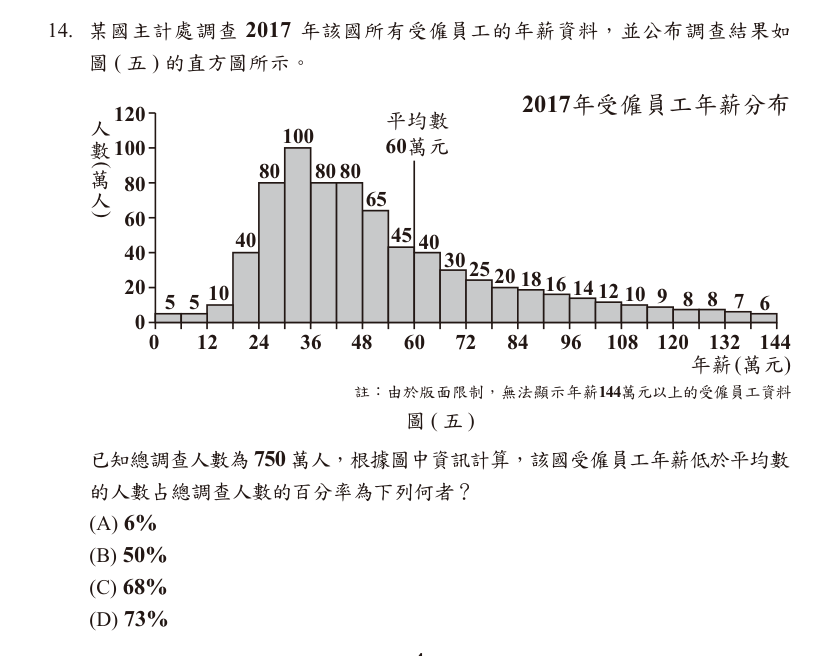 14. 某國主計處調查 2017 年該國所有受僱員工的年薪資料，並公布調查結果如
圖(五)的直方圖所示。
2017年受僱員工年薪分布
人數(萬人)
平均數
60萬元
120
100
80
60
40
20
0
5 5 10 40 80 100 80 80 65 45 40 30 25 20 18 16 14 12 10 9 8 8 7 6
0 12 24 36 48 60 72 84 96 108 120 132 144
年薪(萬元)
註：由於版面限制，無法顯示年薪144萬元以上的受僱員工資料
圖(五)
已知總調查人數為 750 萬人，根據圖中資訊計算，該國受僱員工年薪低於平均數
的人數占總調查人數的百分率為下列何者？
(A) 6%
(B) 50%
(C) 68%
(D) 73%